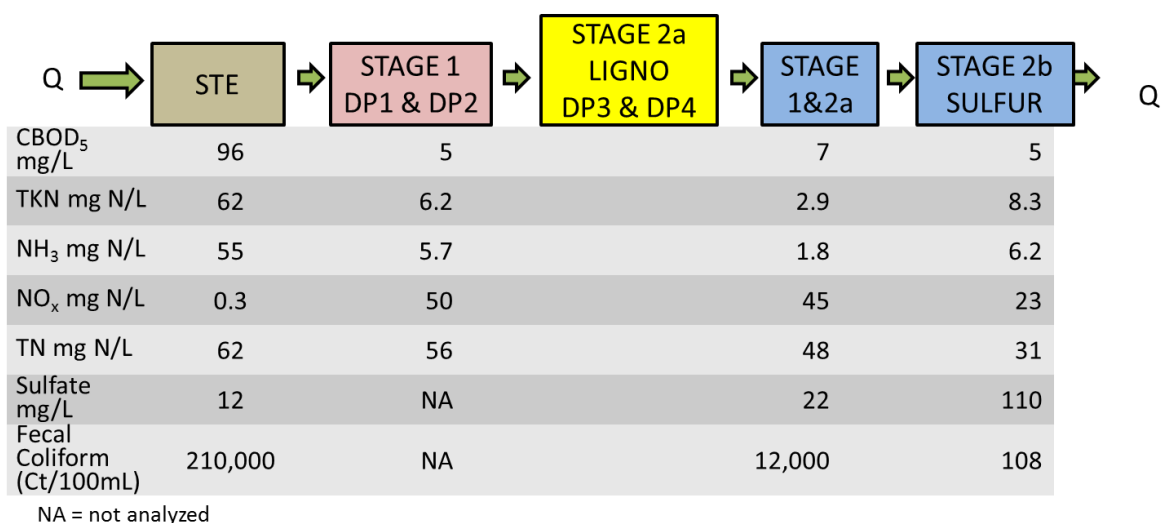 Q
STE
STAGE 1
DP1 & DP2
STAGE 2a
LIGNO
DP3 & DP4
STAGE
1&2a
STAGE 2b
SULFUR
Q
CBOD₅
mg/L
96 5 7 5
TKN mg N/L 62 6.2 2.9 8.3
NH₃ mg N/L 55 5.7 1.8 6.2
NOₓ mg N/L 0.3 50 45 23
TN mg N/L 62 56 48 31
Sulfate
mg/L
12 NA 22 110
Fecal
Coliform
(Ct/100mL)
210,000 NA 12,000 108
NA = not analyzed